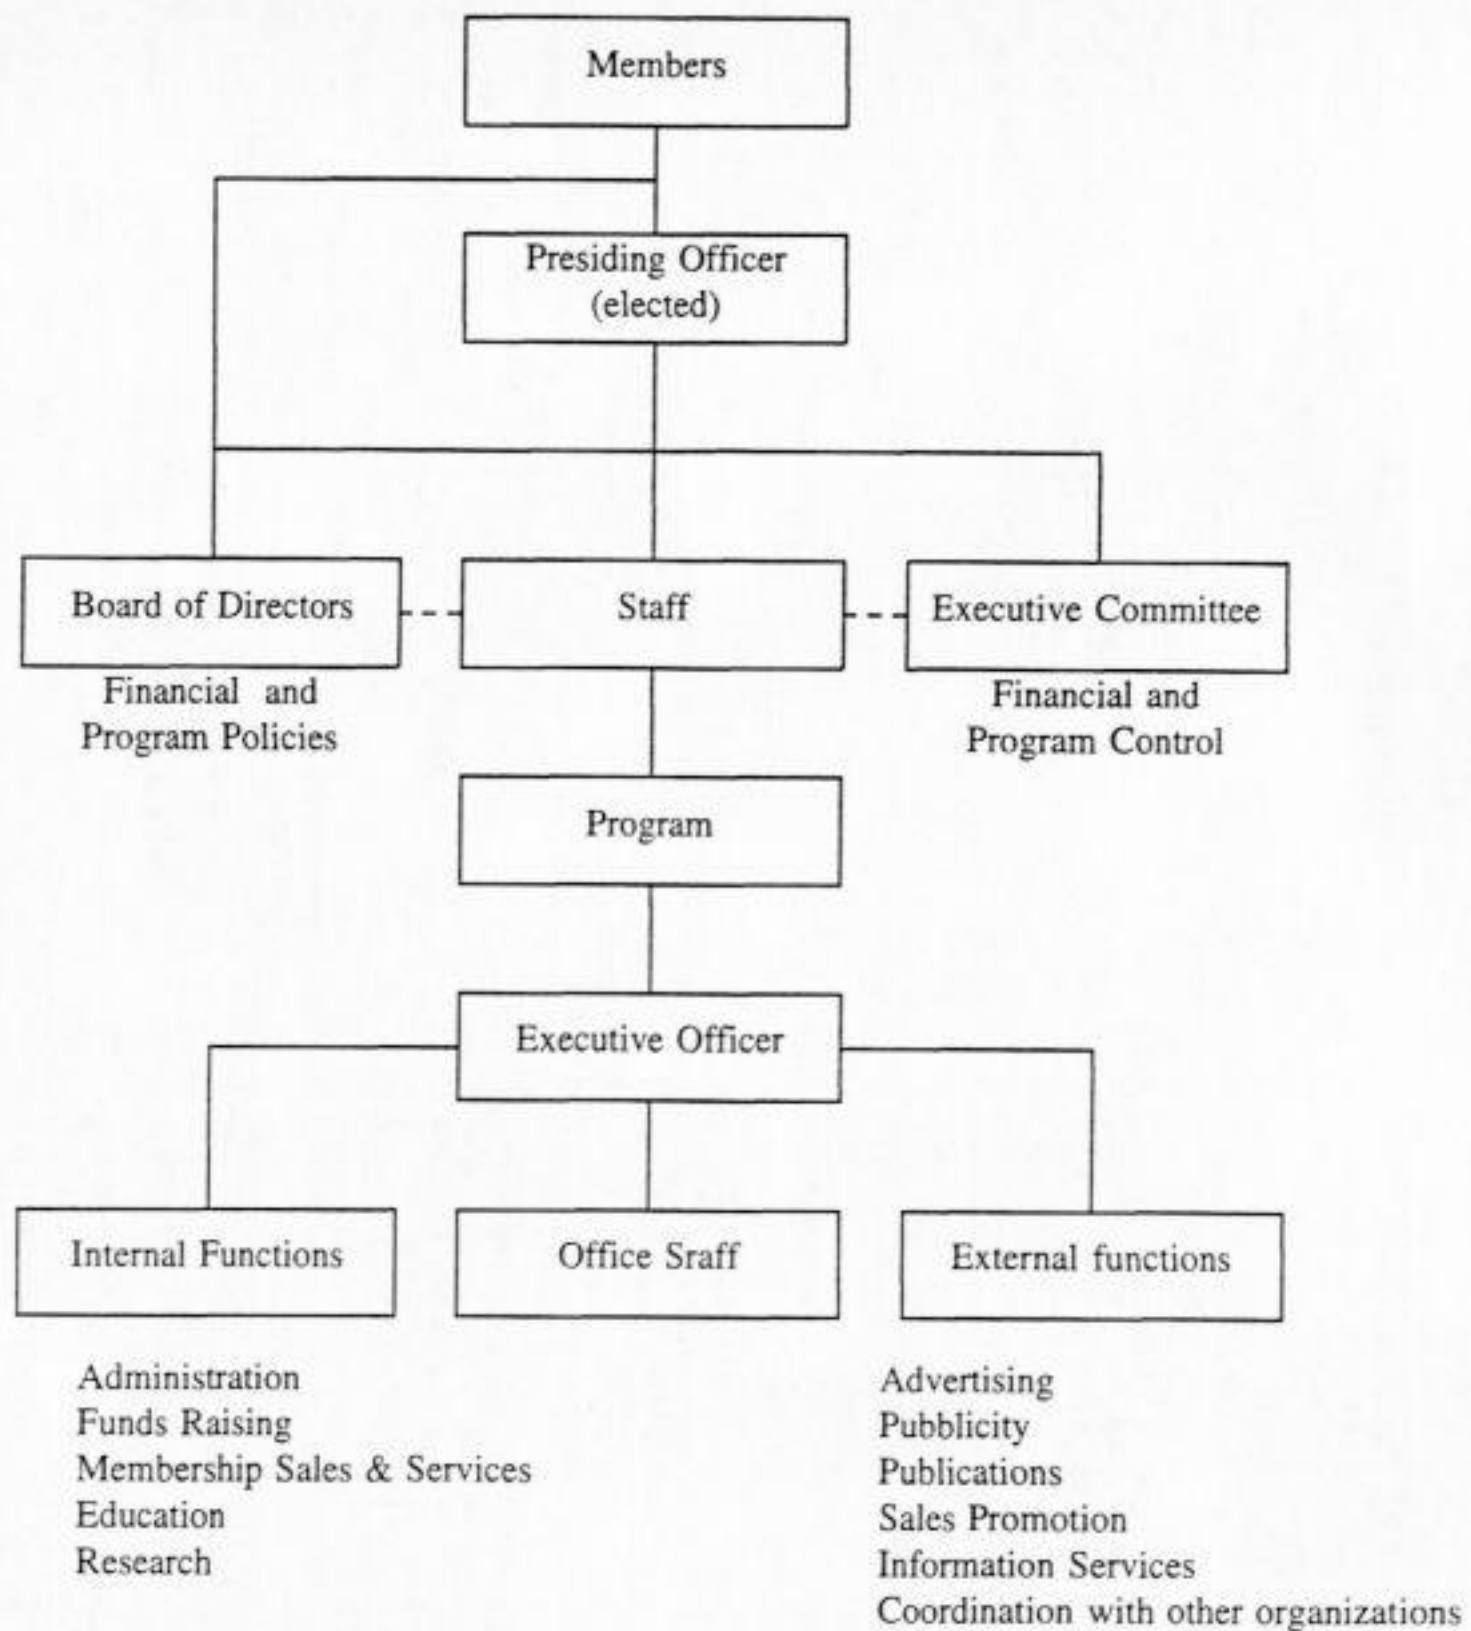 Members
Presiding Officer
(elected)
Board of Directors
Staff
Executive Committee
Financial and
Program Policies
Financial and
Program Control
Program
Executive Officer
Internal Functions
Office Sraff
External functions
Administration
Funds Raising
Membership Sales & Services
Education
Research
Advertising
Pubblicity
Publications
Sales Promotion
Information Services
Coordination with other organizations